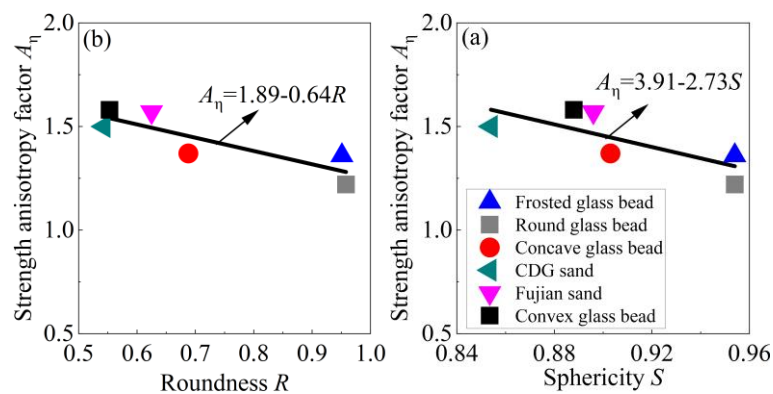 (b)
Strength anisotropy factor Aη
2.0
1.5
1.0
0.5
Aη=1.89-0.64R
0.5 0.6 0.7 0.8 0.9 1.0
Roundness R
(a)
Strength anisotropy factor Aη
2.0
1.5
1.0
0.5
Aη=3.91-2.73S
Frosted glass bead
Round glass bead
Concave glass bead
CDG sand
Fujian sand
Convex glass bead
0.84 0.88 0.92 0.96
Sphericity S